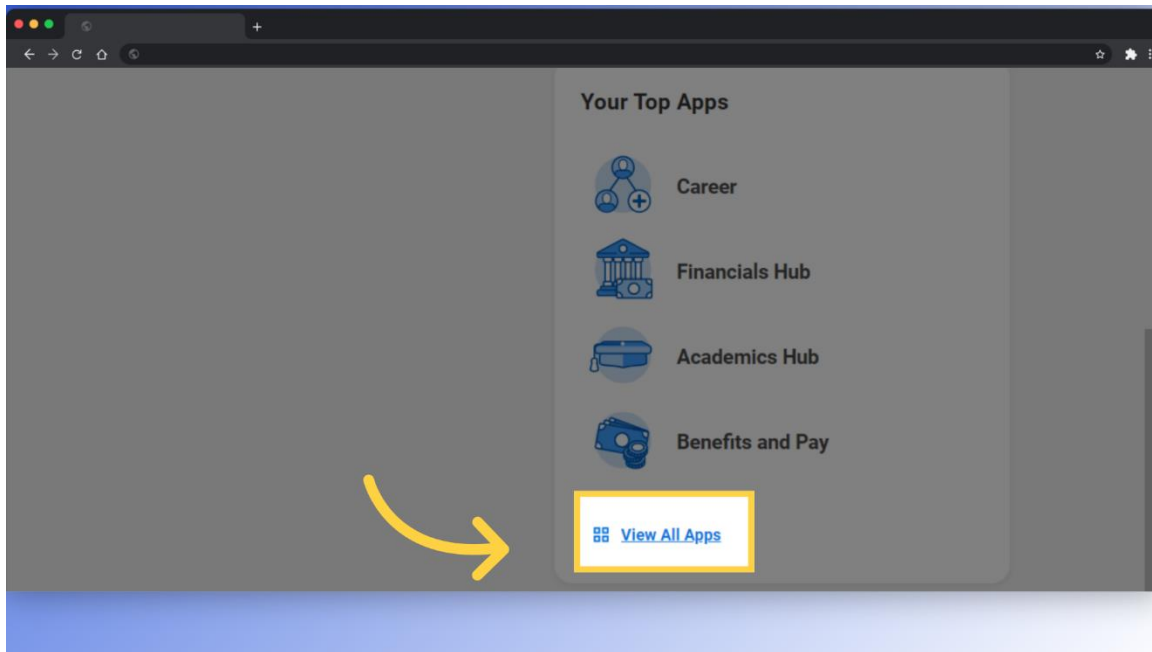 Your Top Apps
Career
Financials Hub
Academics Hub
Benefits and Pay
View All Apps